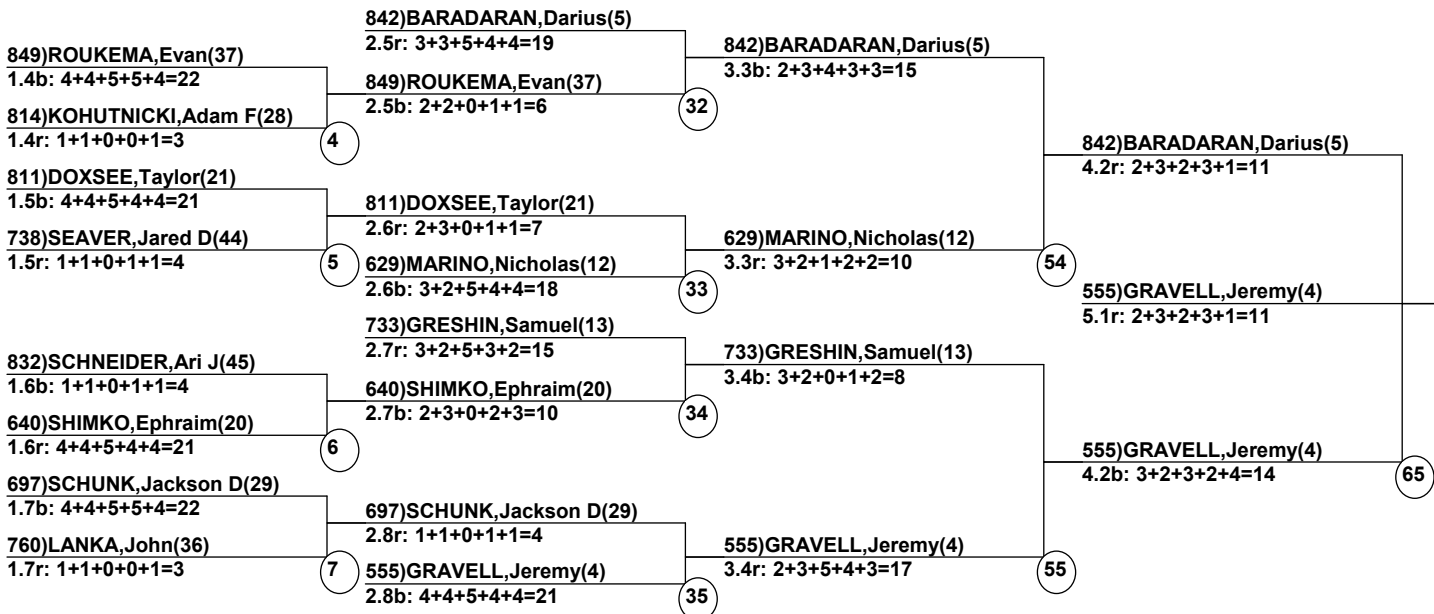 849)ROUKEMA,Evan(37)
1.4b: 4+4+5+5+4=22
814)KOHUTNICKI,Adam F(28)
1.4r: 1+1+0+0+1=3
4
811)DOXSEE,Taylor(21)
1.5b: 4+4+5+4+4=21
738)SEAVER,Jared D(44)
1.5r: 1+1+0+1+1=4
5
832)SCHNEIDER,Ari J(45)
1.6b: 1+1+0+1+1=4
640)SHIMKO,Ephraim(20)
1.6r: 4+4+5+4+4=21
6
697)SCHUNK,Jackson D(29)
1.7b: 4+4+5+5+4=22
760)LANKA,John(36)
1.7r: 1+1+0+0+1=3
7
842)BARADARAN,Darius(5)
2.5r: 3+3+5+4+4=19
849)ROUKEMA,Evan(37)
2.5b: 2+2+0+1+1=6
32
811)DOXSEE,Taylor(21)
2.6r: 2+3+0+1+1=7
629)MARINO,Nicholas(12)
2.6b: 3+2+5+4+4=18
33
733)GRESHIN,Samuel(13)
2.7r: 3+2+5+3+2=15
640)SHIMKO,Ephraim(20)
2.7b: 2+3+0+2+3=10
34
697)SCHUNK,Jackson D(29)
2.8r: 1+1+0+1+1=4
555)GRAVELL,Jeremy(4)
2.8b: 4+4+5+4+4=21
35
842)BARADARAN,Darius(5)
3.3b: 2+3+4+3+3=15
629)MARINO,Nicholas(12)
3.3r: 3+2+1+2+2=10
54
733)GRESHIN,Samuel(13)
3.4b: 3+2+0+1+2=8
555)GRAVELL,Jeremy(4)
3.4r: 2+3+5+4+3=17
55
842)BARADARAN,Darius(5)
4.2r: 2+3+2+3+1=11
555)GRAVELL,Jeremy(4)
4.2b: 3+2+3+2+4=14
65
555)GRAVELL,Jeremy(4)
5.1r: 2+3+2+3+1=11